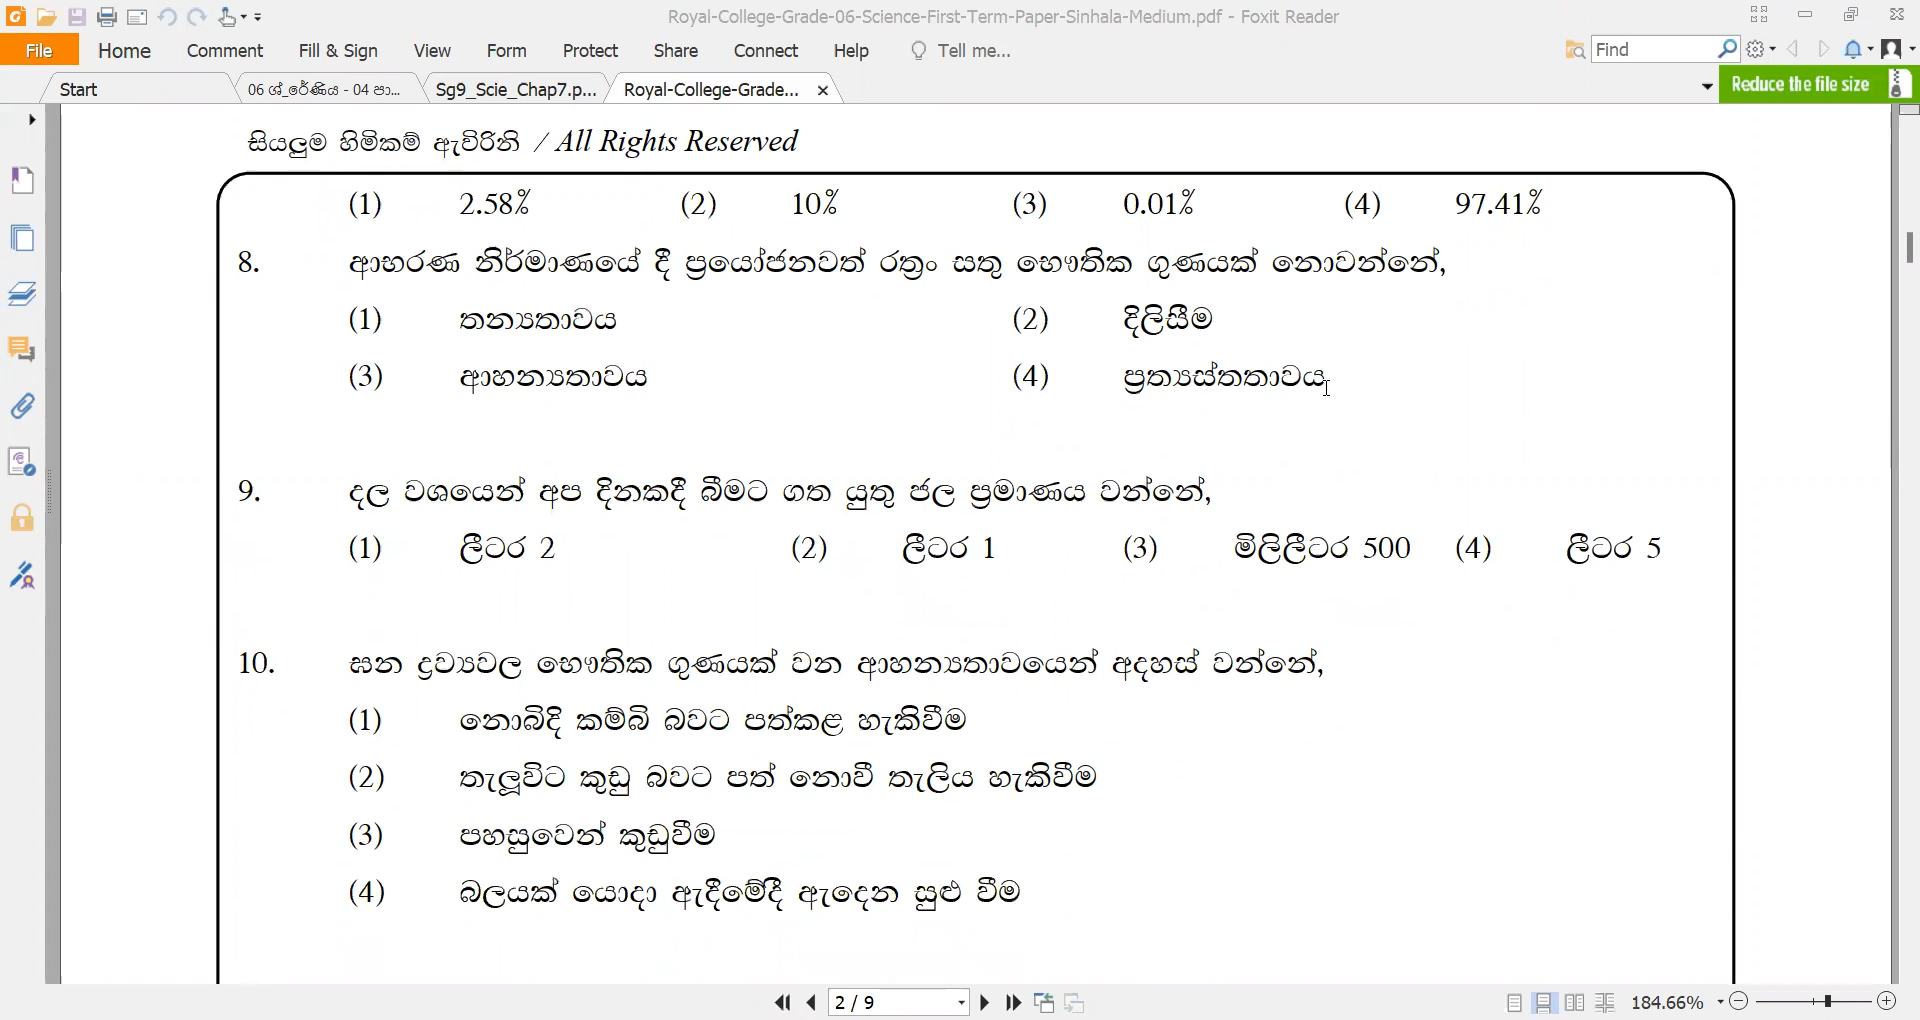 Royal-College-Grade-06-Science-First-Term-Paper-Sinhala-Medium.pdf - Foxit Reader
File Home Comment Fill & Sign View Form Protect Share Connect Help Tell me... Find
Start 06 ශ්_රේණිය - 04 පා... Sg9_Scie_Chap7.p... Royal-College-Grade... Reduce the file size
සියලුම හිමිකම් ඇවිරිනි / All Rights Reserved
(1) 2.58% (2) 10% (3) 0.01% (4) 97.41%
8. ආභරණ නිර්මාණයේ දී ප්‍රයෝජනවත් රත්‍රං සතු භෞතික ගුණයක් නොවන්නේ,
(1) තන්‍යතාවය (2) දිලිසීම
(3) ආහන්‍යතාවය (4) ප්‍රත්‍යස්තතාවය
9. දල වශයෙන් අප දිනකදී බීමට ගත යුතු ජල ප්‍රමාණය වන්නේ,
(1) ලීටර 2 (2) ලීටර 1 (3) මිලිලීටර 500 (4) ලීටර 5
10. ඝන ද්‍රව්‍යවල භෞතික ගුණයක් වන ආහන්‍යතාවයෙන් අදහස් වන්නේ,
(1) නොබිදි කම්බි බවට පත්කළ හැකිවීම
(2) තැලූවිට කුඩු බවට පත් නොවී තැලිය හැකිවීම
(3) පහසුවෙන් කුඩුවීම
(4) බලයක් යොදා ඇදීමේදී ඇදෙන සුළු වීම
2 / 9 184.66%